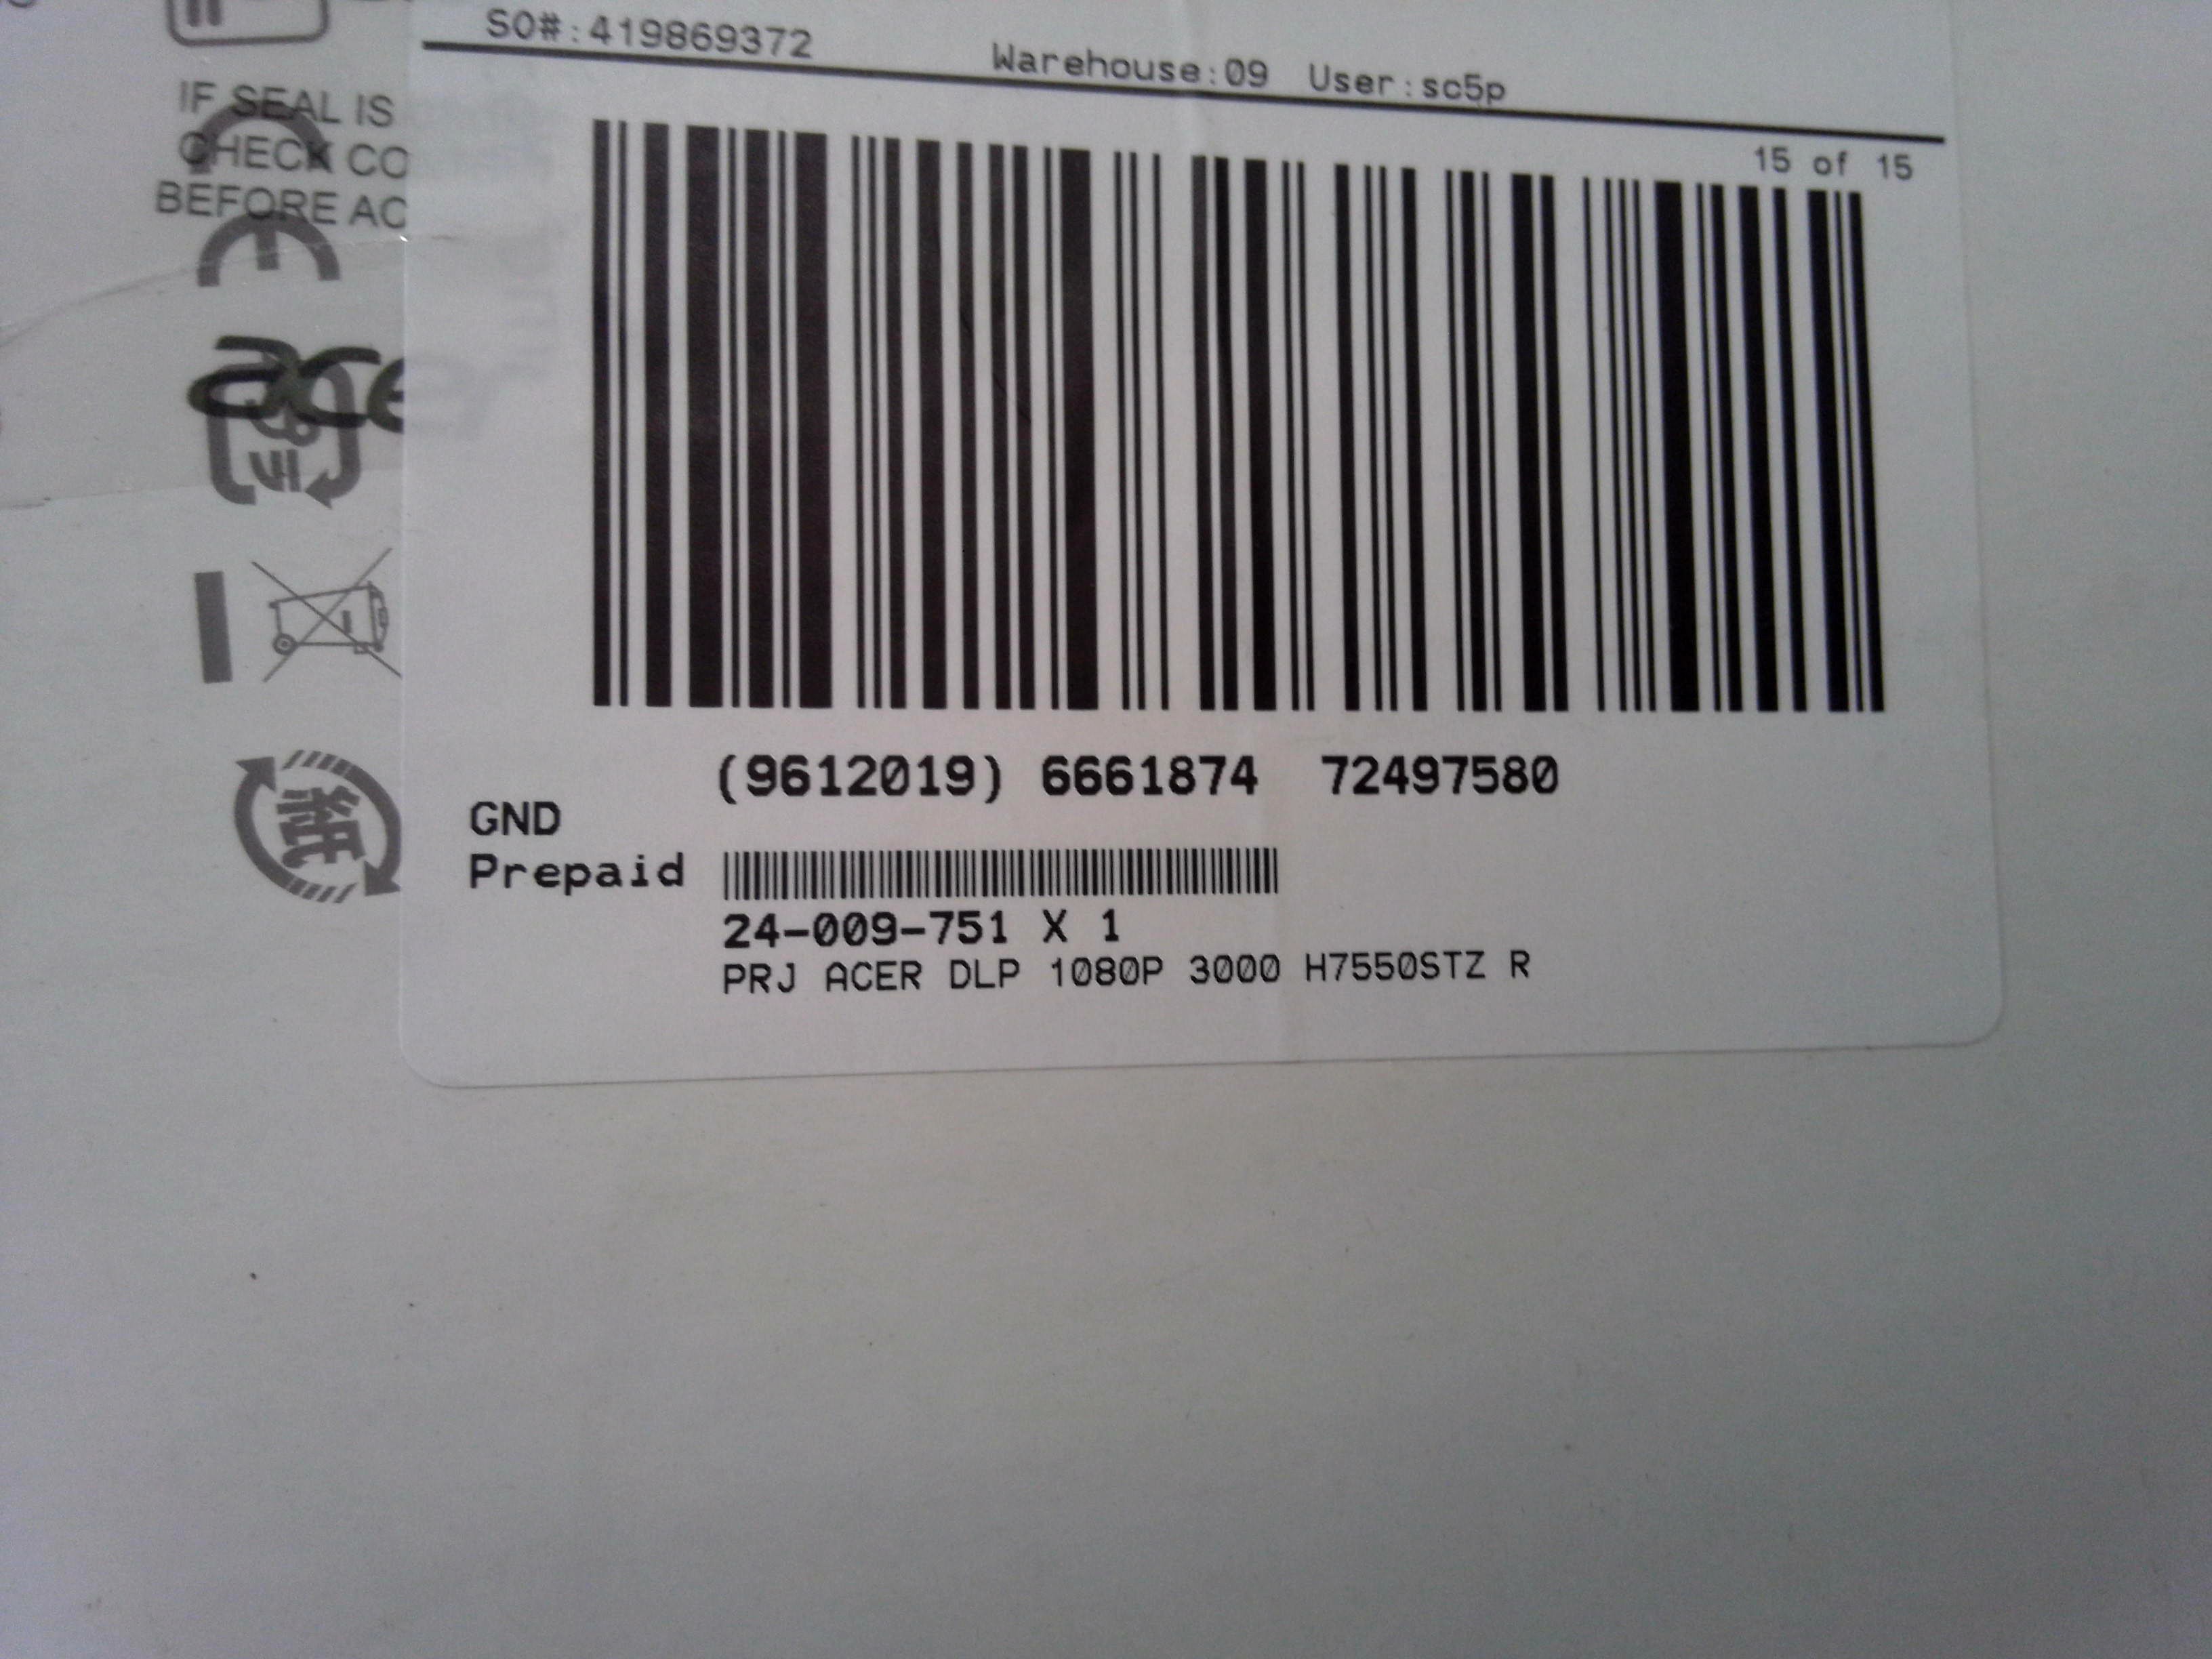 SO#:419869372
Warehouse:09 User:sc5p
15 of 15
IF SEAL IS
CHECK CO
BEFORE AC
ace
(9612019) 6661874 72497580
GND
Prepaid
24-009-751 X 1
PRJ ACER DLP 1080P 3000 H7550STZ R